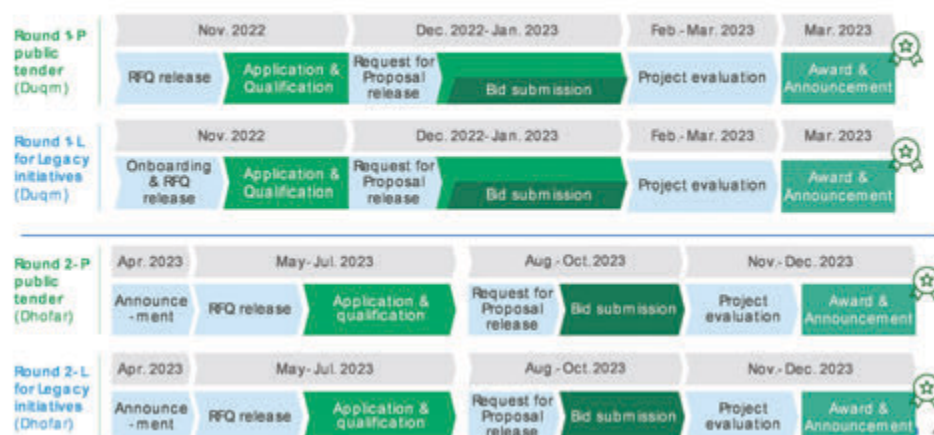 Round 1-P
public
tender
(Duqm)
Nov. 2022
Dec. 2022- Jan. 2023
Feb.- Mar. 2023
Mar. 2023
RFQ release
Application &
Qualification
Request for
Proposal
release
Bid submission
Project evaluation
Award &
Announcement
Round 1-L
for Legacy
initiatives
(Duqm)
Nov. 2022
Dec. 2022- Jan. 2023
Feb.- Mar. 2023
Mar. 2023
Onboarding
& RFQ
release
Application &
Qualification
Request for
Proposal
release
Bid submission
Project evaluation
Award &
Announcement
Round 2-P
public
tender
(Dhofar)
Apr. 2023
May- Jul. 2023
Aug.- Oct. 2023
Nov.- Dec. 2023
Announce
-ment
RFQ release
Application &
qualification
Request for
Proposal
release
Bid submission
Project
evaluation
Award &
Announcement
Round 2-L
for Legacy
initiatives
(Dhofar)
Apr. 2023
May- Jul. 2023
Aug.- Oct. 2023
Nov.- Dec. 2023
Announce
-ment
RFQ release
Application &
qualification
Request for
Proposal
release
Bid submission
Project
evaluation
Award &
Announcement